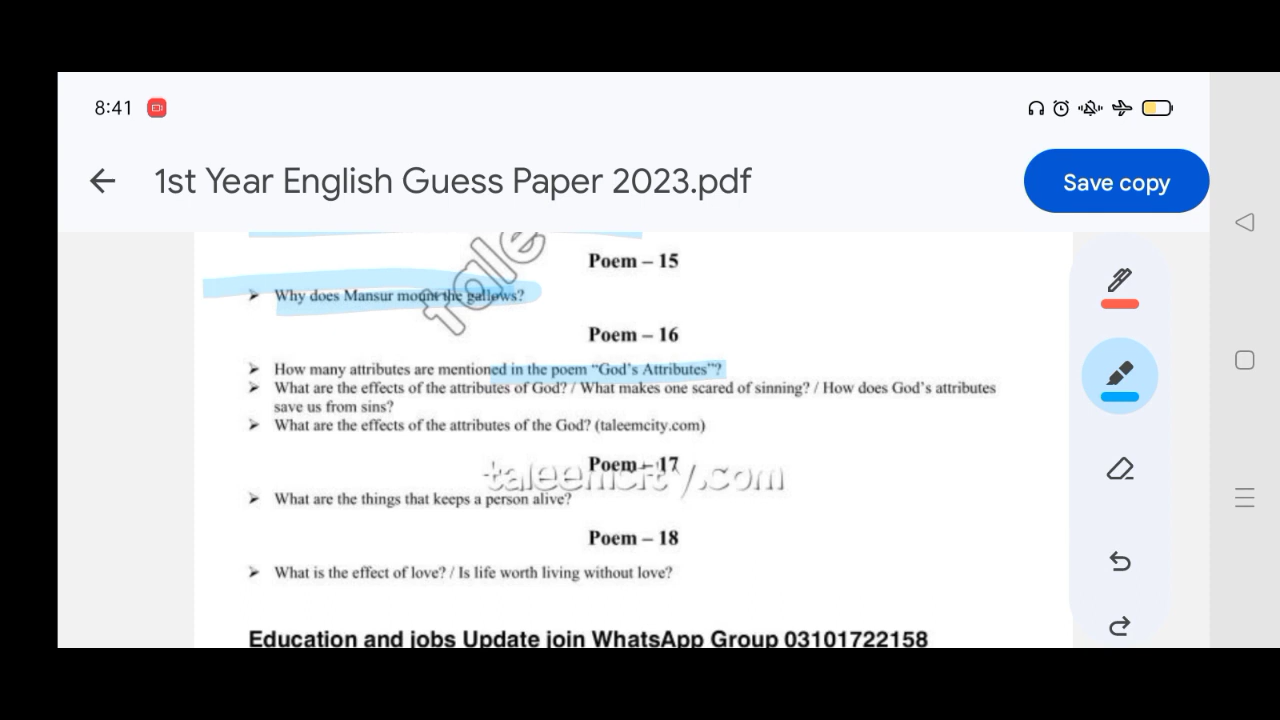 8:41
1st Year English Guess Paper 2023.pdf
Save copy
tale
Poem – 15
➢ Why does Mansur mount the gallows?
Poem – 16
➢ How many attributes are mentioned in the poem “God’s Attributes”?
➢ What are the effects of the attributes of God? / What makes one scared of sinning? / How does God’s attributes
save us from sins?
➢ What are the effects of the attributes of the God? (taleemcity.com)
Poem – 17
taleemcity.com
➢ What are the things that keeps a person alive?
Poem – 18
➢ What is the effect of love? / Is life worth living without love?
Education and jobs Update join WhatsApp Group 03101722158